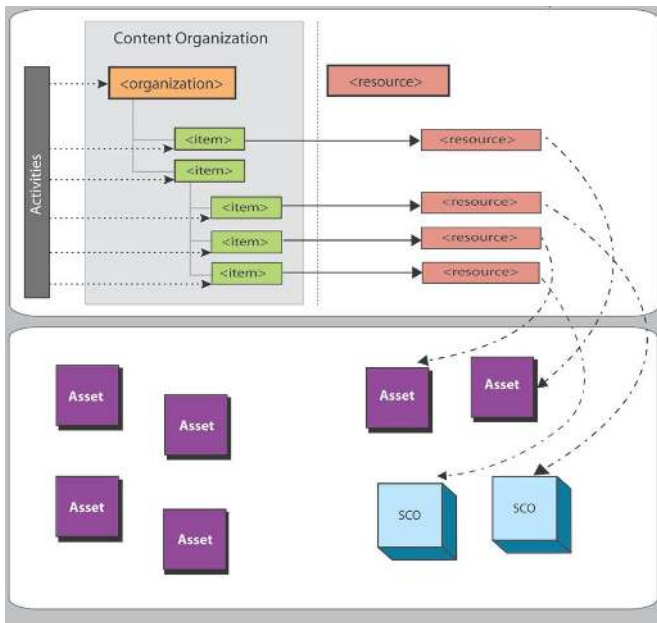 Content Organization
<organization>
<resource>
<item>
<resource>
<item>
<item>
<resource>
<item>
<resource>
<item>
<resource>
Activities
Asset
Asset
Asset
Asset
Asset
Asset
SCO
SCO